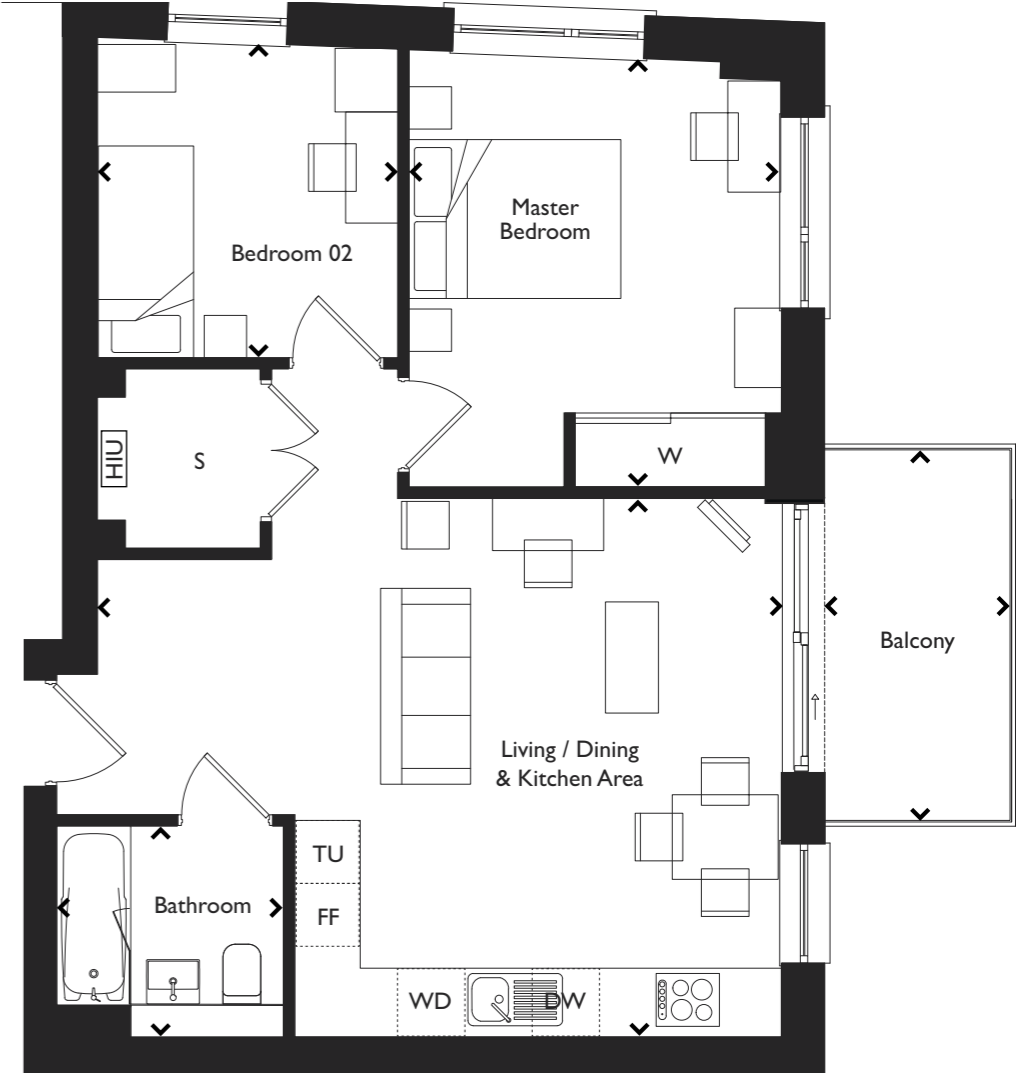 Master
Bedroom
Bedroom 02
HIU
S
W
Balcony
Living / Dining
& Kitchen Area
TU
Bathroom
FF
WD
DW